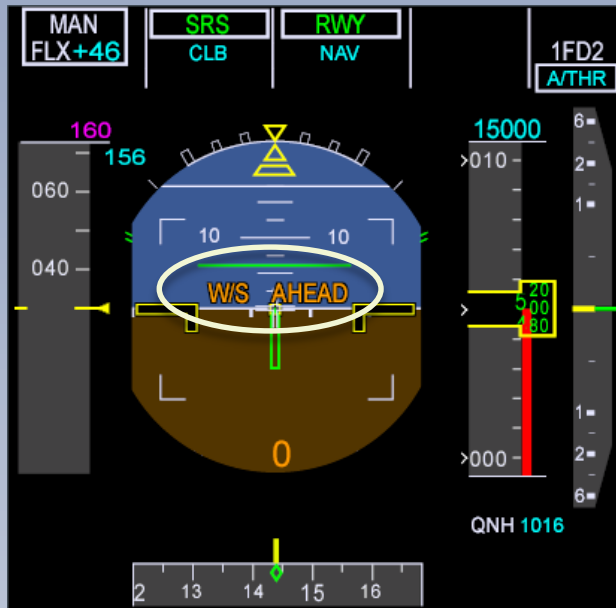 MAN SRS RWY
FLX+46 CLB NAV 1FD2
A/THR
160 15000
156
6
010
2
060
1
10 10
040
W/S AHEAD
20
5 00
4 80
1
0 000 2
6
QNH 1016
2 13 14 15 16